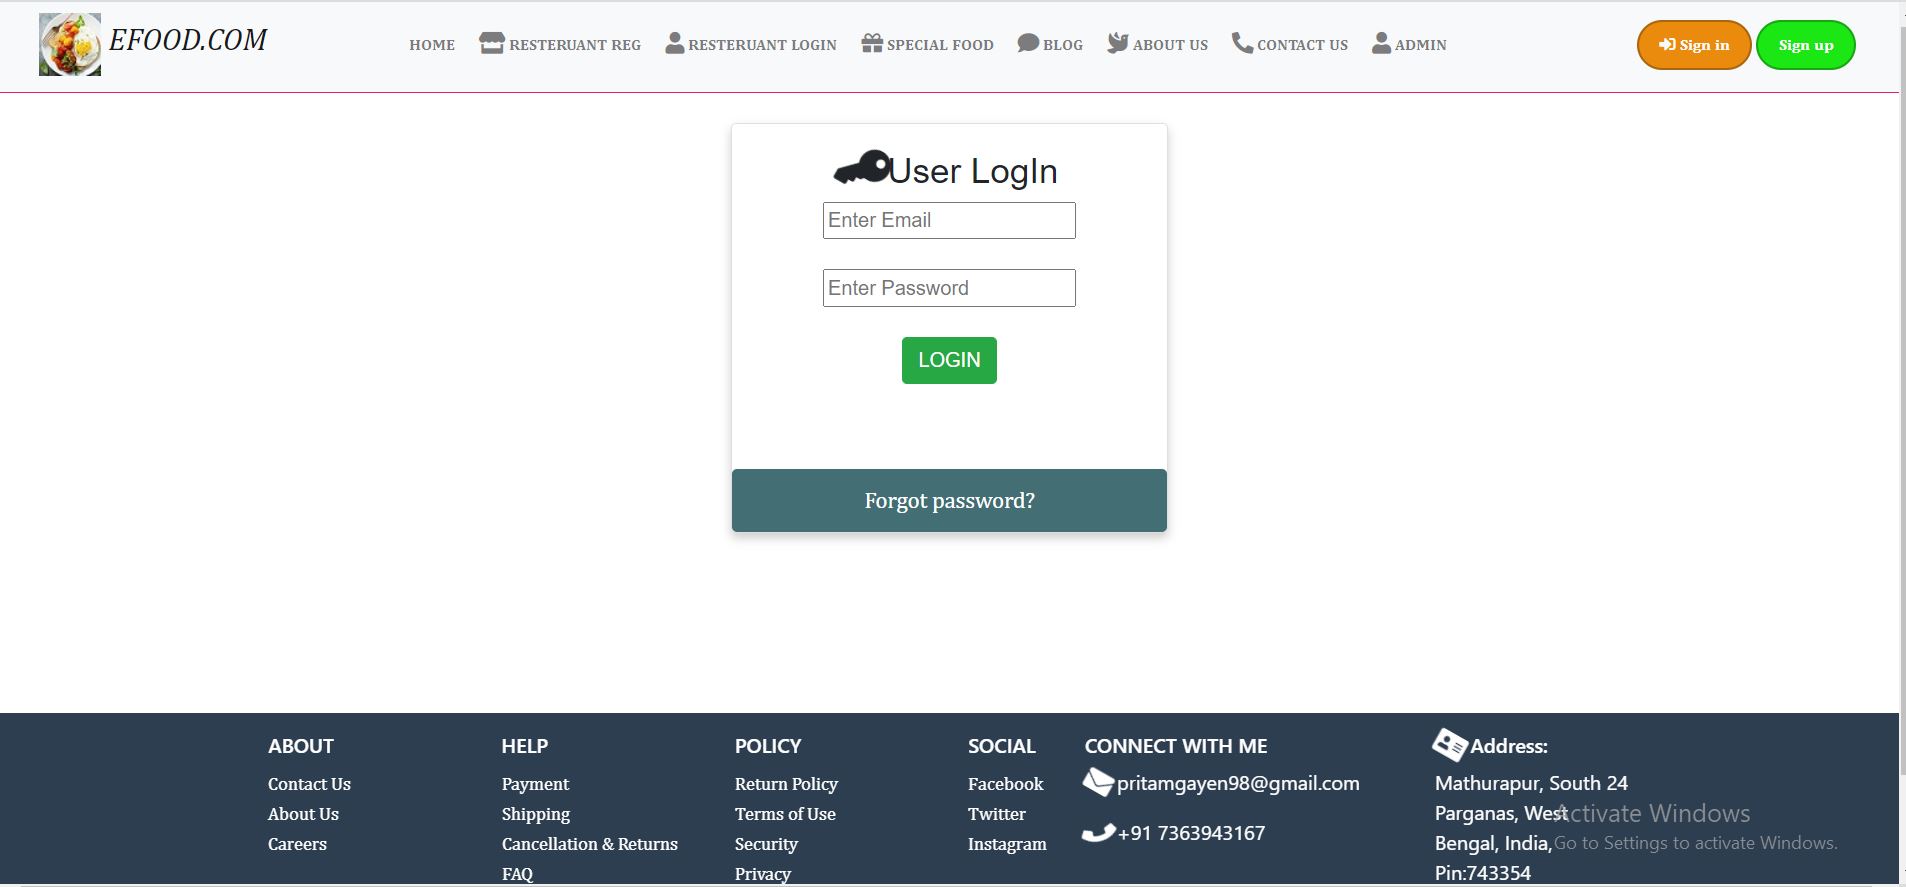 EFOOD.COM
HOME RESTERUANT REG RESTERUANT LOGIN SPECIAL FOOD BLOG ABOUT US CONTACT US ADMIN
Sign in Sign up
User LogIn
Enter Email
Enter Password
LOGIN
Forgot password?
ABOUT
Contact Us
About Us
Careers
HELP
Payment
Shipping
Cancellation & Returns
FAQ
POLICY
Return Policy
Terms of Use
Security
Privacy
SOCIAL
Facebook
Twitter
Instagram
CONNECT WITH ME
pritamgayen98@gmail.com
+91 7363943167
Address:
Mathurapur, South 24
Parganas, West
Bengal, India,
Pin:743354
Activate Windows
Go to Settings to activate Windows.